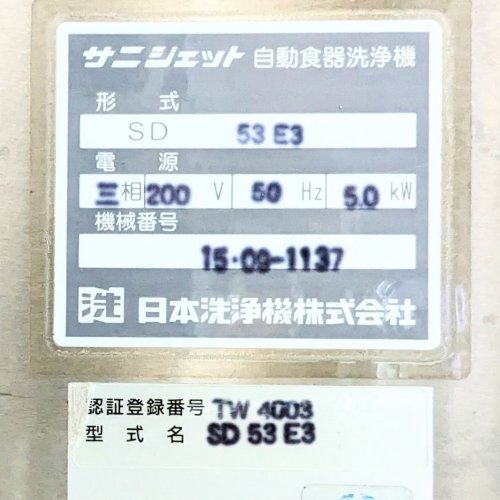 サニジェット 自動食器洗浄機
形式
SD 53 E3
電源
三相 200 V 50 Hz 5.0 kW
機械番号
15・09-1137
日本洗浄機株式会社
認証登録番号 TW 4003
型式名 SD 53 E3